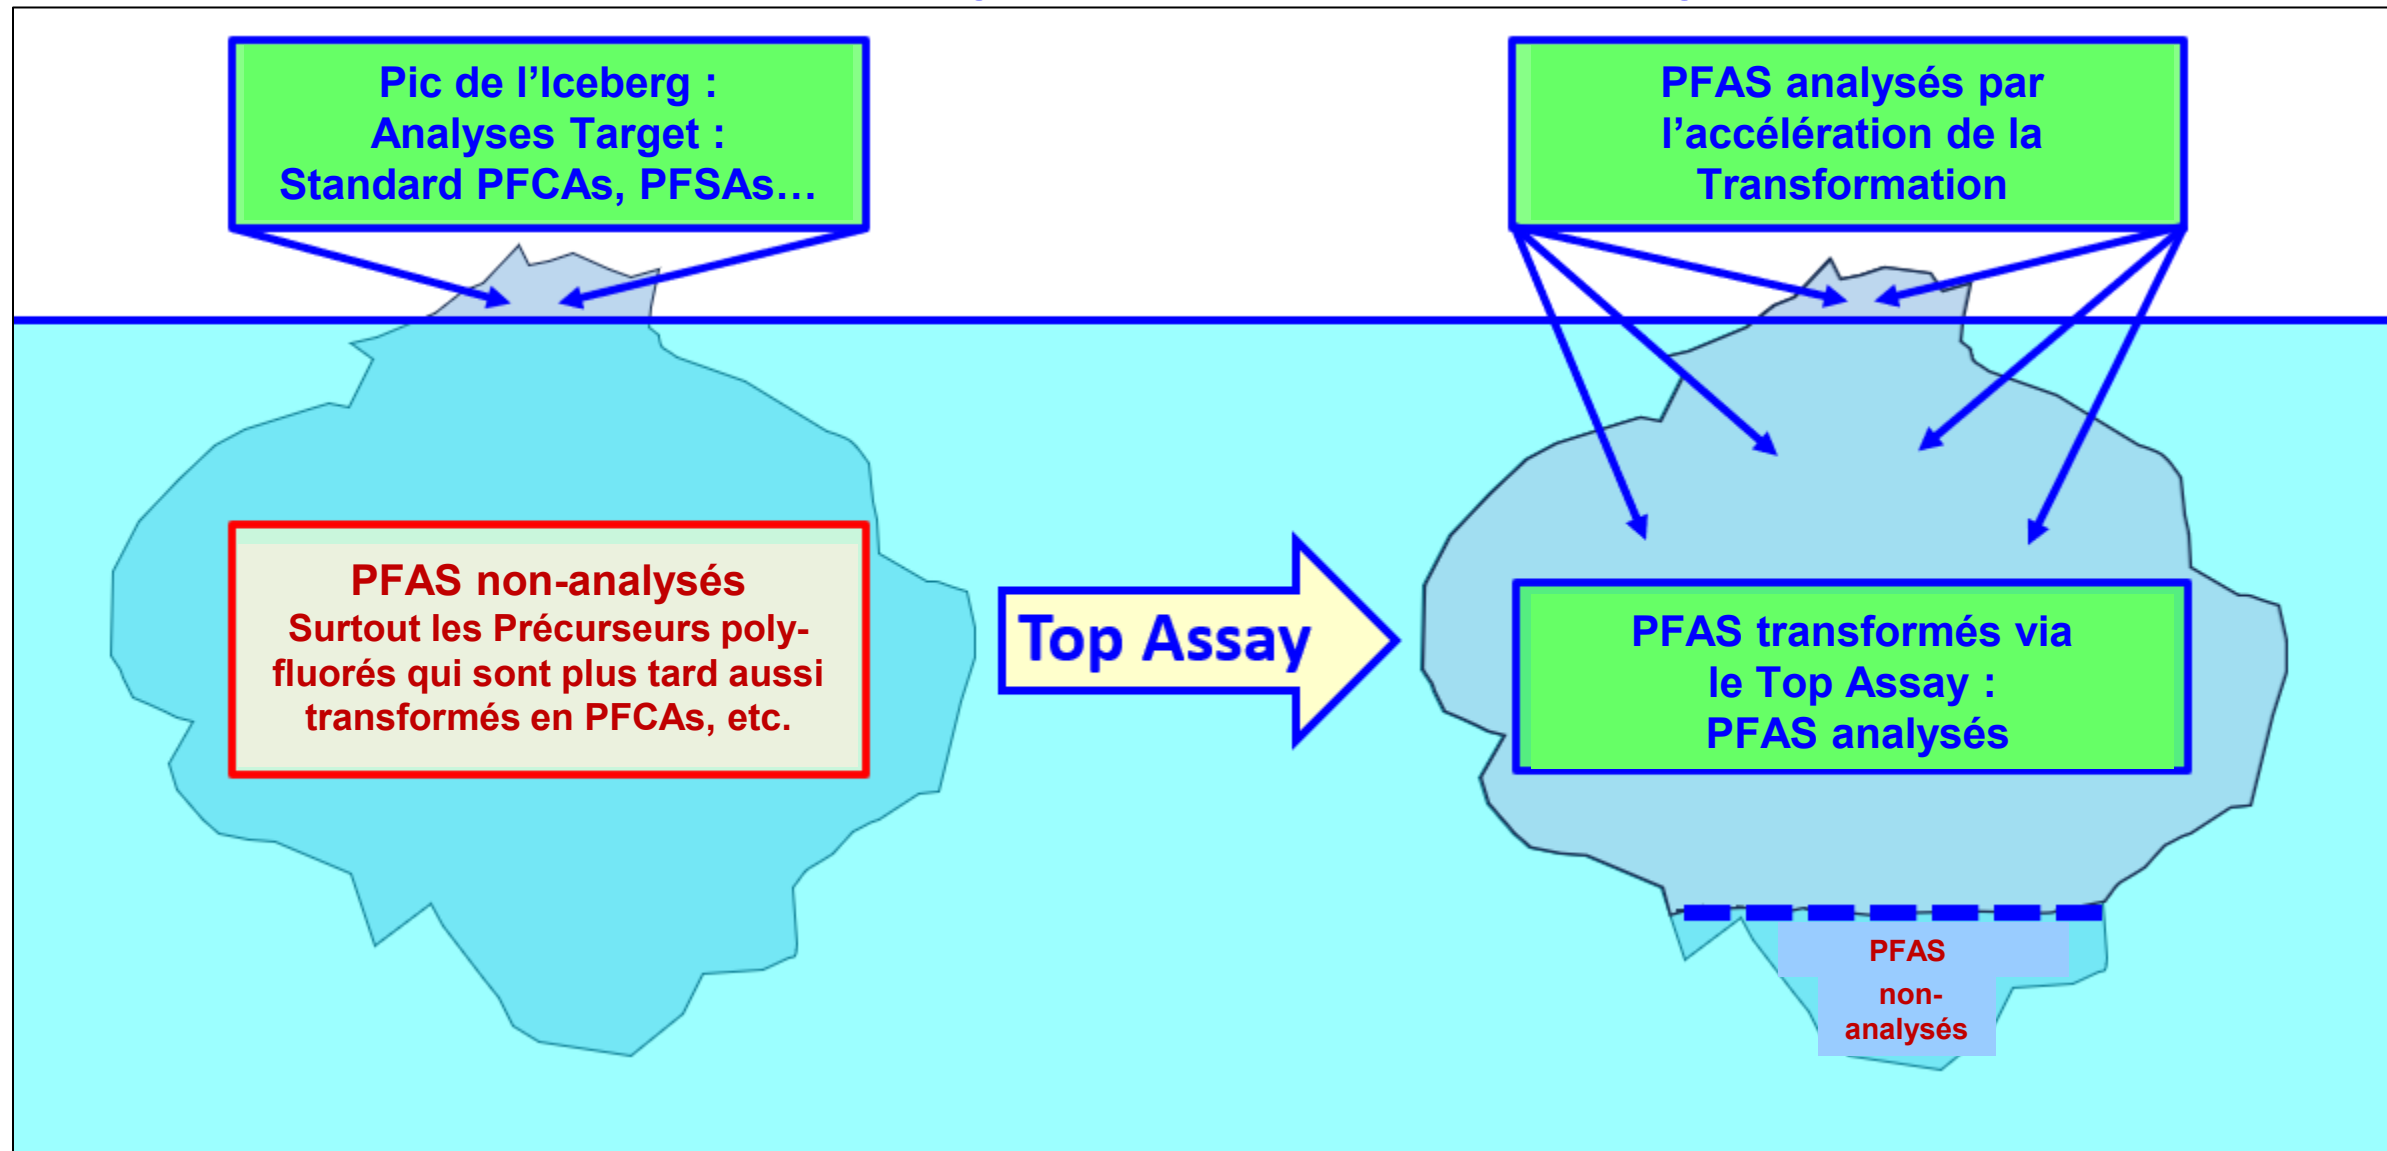 Pic de l'Iceberg :
Analyses Target :
Standard PFCAs, PFSAs…
PFAS analysés par
l'accélération de la
Transformation
PFAS non-analysés
Surtout les Précurseurs poly-
fluorés qui sont plus tard aussi
transformés en PFCAs, etc.
Top Assay
PFAS transformés via
le Top Assay :
PFAS analysés
PFAS
non-
analysés